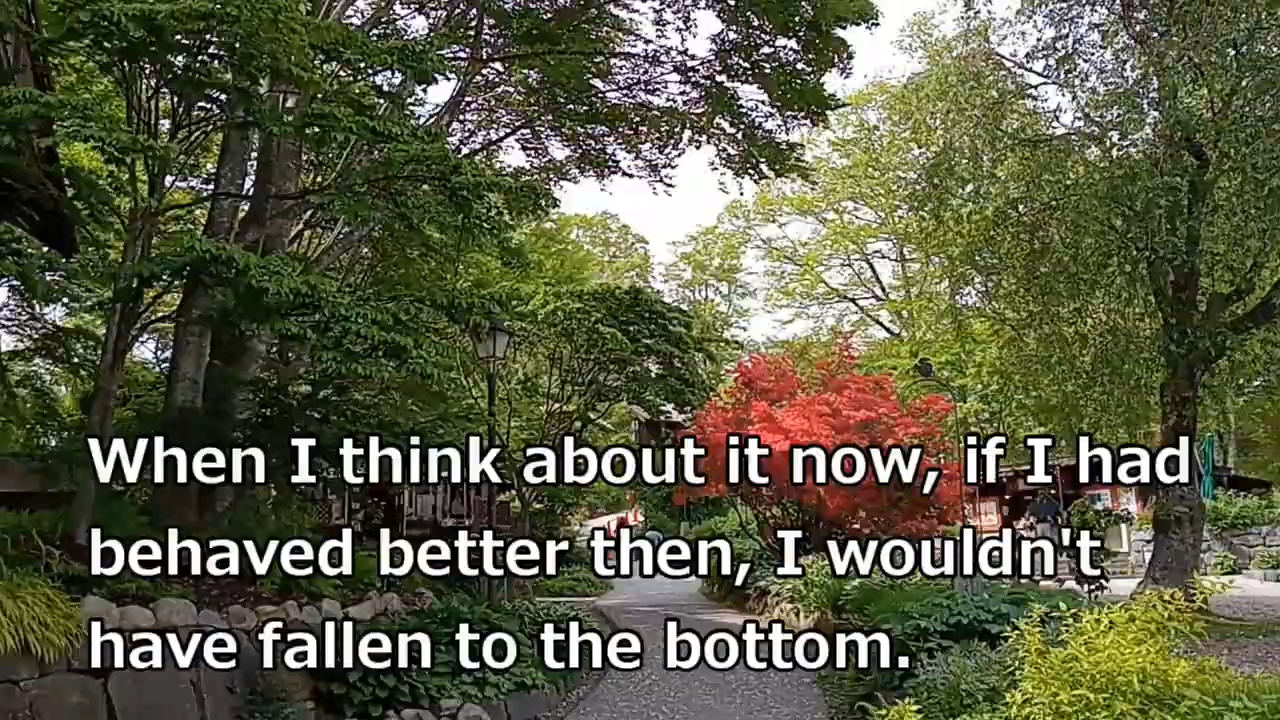 When I think about it now, if I had
behaved better then, I wouldn't
have fallen to the bottom.